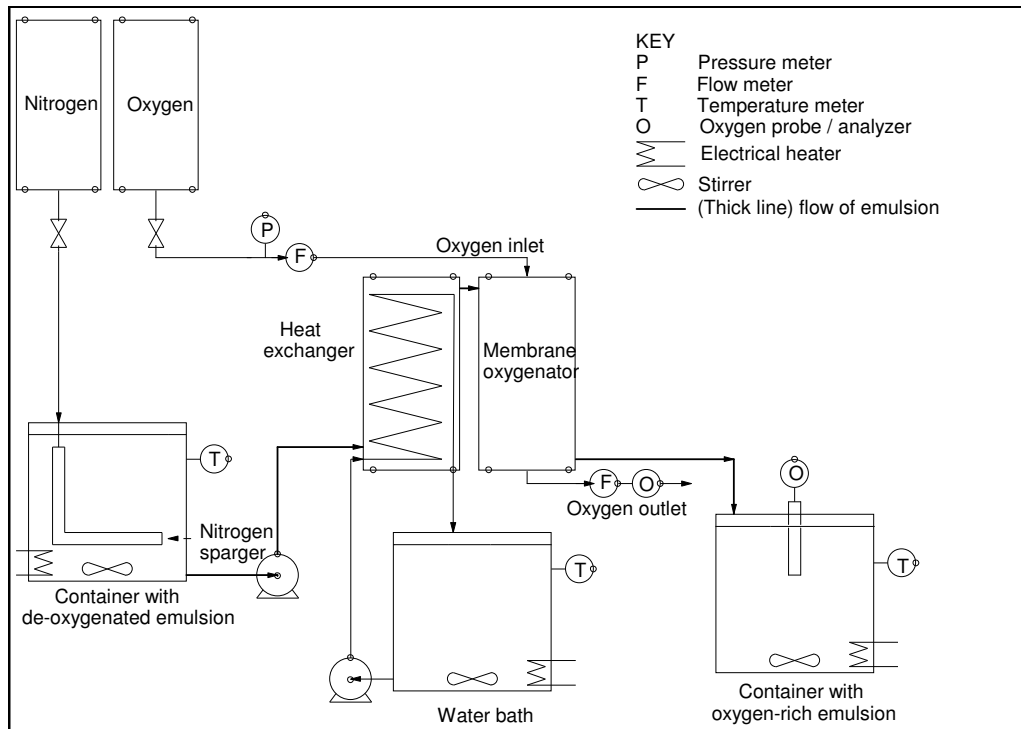 Nitrogen
Oxygen
KEY
P Pressure meter
F Flow meter
T Temperature meter
O Oxygen probe / analyzer
Electrical heater
Stirrer
(Thick line) flow of emulsion
P
F
Oxygen inlet
Heat
exchanger
Membrane
oxygenator
T
F
O
Oxygen outlet
O
Nitrogen
sparger
T
T
Container with
de-oxygenated emulsion
Water bath
Container with
oxygen-rich emulsion